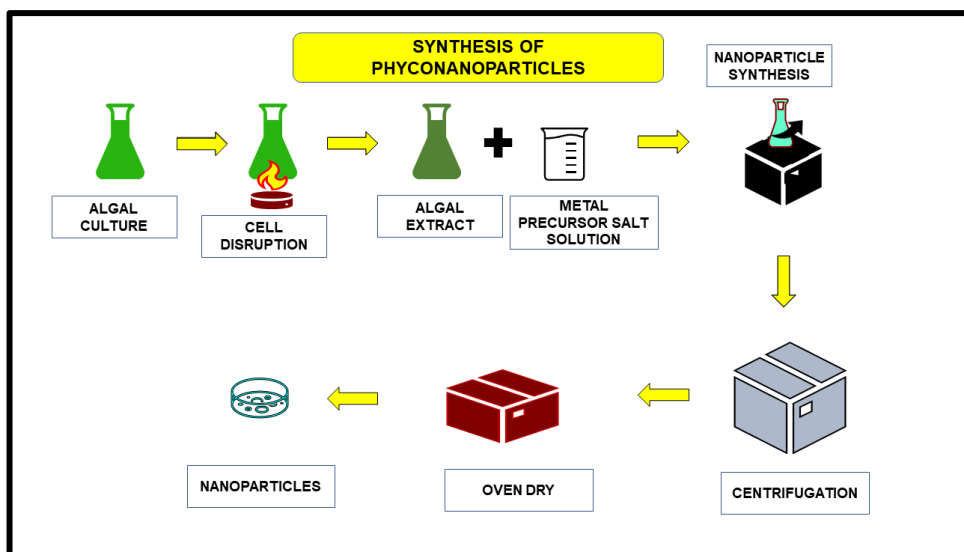 SYNTHESIS OF
PHYCONANOPARTICLES
NANOPARTICLE
SYNTHESIS
ALGAL
CULTURE
CELL
DISRUPTION
ALGAL
EXTRACT
METAL
PRECURSOR SALT
SOLUTION
NANOPARTICLES
OVEN DRY
CENTRIFUGATION